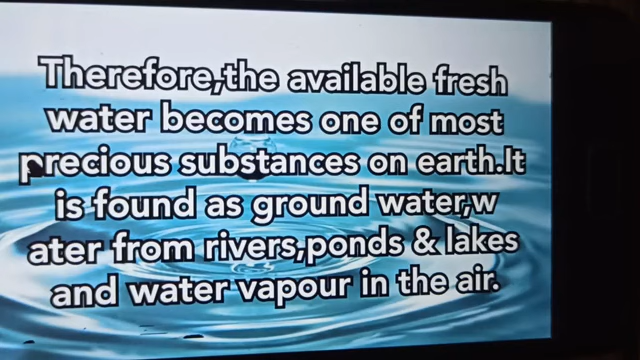 Therefore,the available fresh
water becomes one of most
precious substances on earth.It
is found as ground water,w
ater from rivers,ponds & lakes
and water vapour in the air.